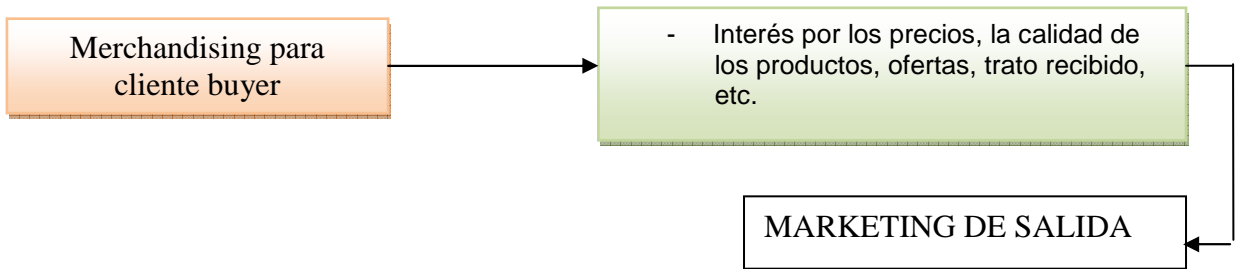 Merchandising para
cliente buyer
- Interés por los precios, la calidad de
los productos, ofertas, trato recibido,
etc.
MARKETING DE SALIDA